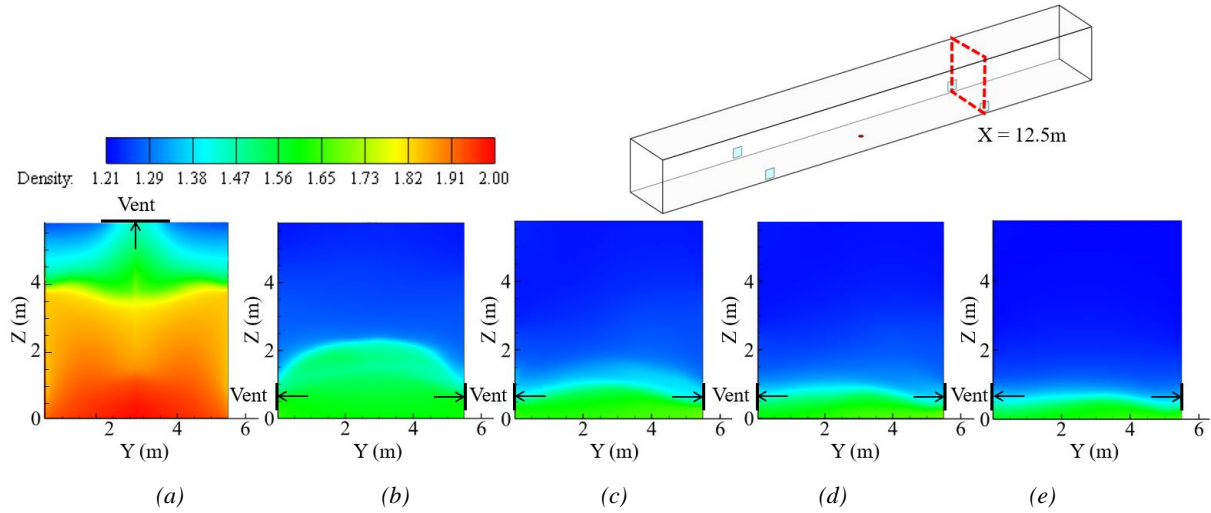 X = 12.5m
Density: 1.21 1.29 1.38 1.47 1.56 1.65 1.73 1.82 1.91 2.00
Vent
Z (m) 4 2 0
2 4 6
Y (m)
Z (m) 4 2 0
Vent
2 4 6
Y (m)
Z (m) 4 2 0
Vent
2 4 6
Y (m)
Z (m) 4 2 0
Vent
2 4 6
Y (m)
Z (m) 4 2 0
Vent
2 4 6
Y (m)
(a) (b) (c) (d) (e)